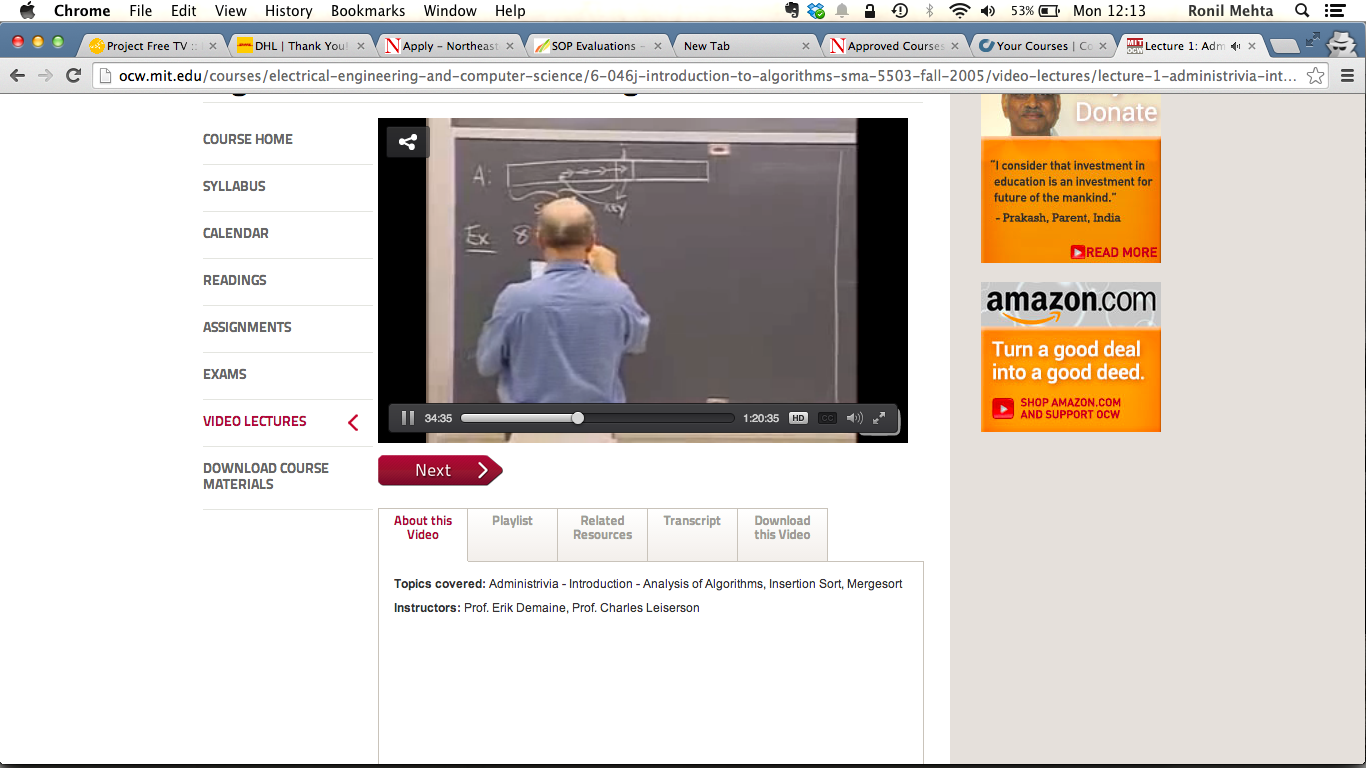 Chrome File Edit View History Bookmarks Window Help 53% Mon 12:13 Ronil Mehta
Project Free TV :: DHL | Thank You! Apply – Northeast SOP Evaluations – New Tab Approved Courses Your Courses | Co Lecture 1: Adm
ocw.mit.edu/courses/electrical-engineering-and-computer-science/6-046j-introduction-to-algorithms-sma-5503-fall-2005/video-lectures/lecture-1-administrivia-int...
COURSE HOME
SYLLABUS
CALENDAR
READINGS
ASSIGNMENTS
EXAMS
VIDEO LECTURES
DOWNLOAD COURSE
MATERIALS
A:
j
key
Ex 8
34:35 1:20:35 HD CC
Next
About this
Video
Playlist
Related
Resources
Transcript
Download
this Video
Topics covered: Administrivia - Introduction - Analysis of Algorithms, Insertion Sort, Mergesort
Instructors: Prof. Erik Demaine, Prof. Charles Leiserson
Donate
"I consider that investment in
education is an investment for
future of the mankind."
- Prakash, Parent, India
READ MORE
amazon.com
Turn a good deal
into a good deed.
SHOP AMAZON.COM
AND SUPPORT OCW
MIT